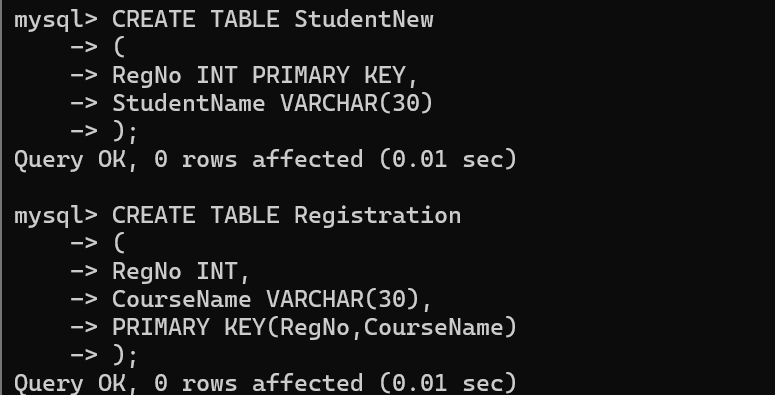 mysql> CREATE TABLE StudentNew
    -> (
    -> RegNo INT PRIMARY KEY,
    -> StudentName VARCHAR(30)
    -> );
Query OK, 0 rows affected (0.01 sec)

mysql> CREATE TABLE Registration
    -> (
    -> RegNo INT,
    -> CourseName VARCHAR(30),
    -> PRIMARY KEY(RegNo,CourseName)
    -> );
Query OK, 0 rows affected (0.01 sec)